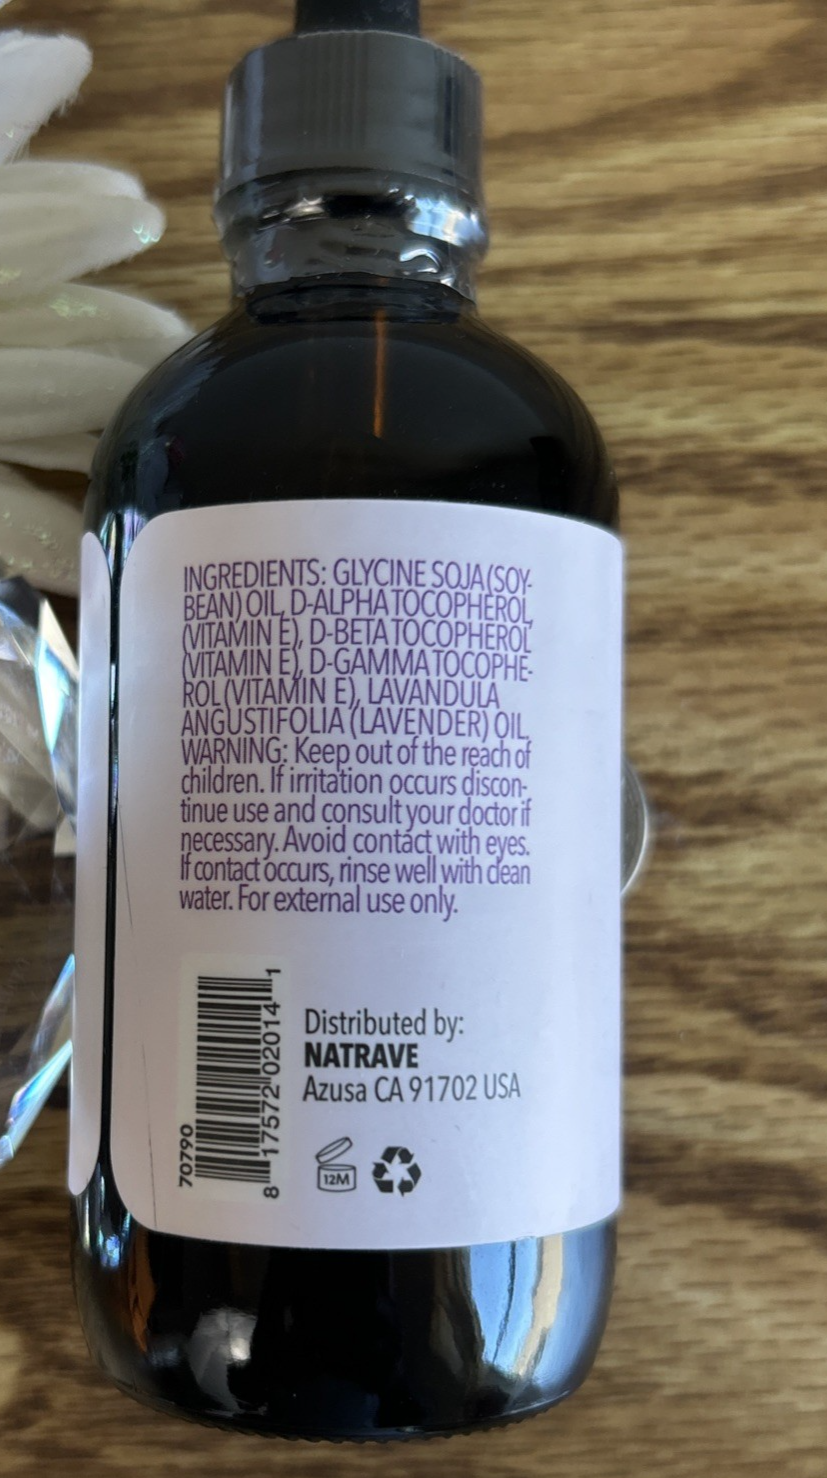 INGREDIENTS: GLYCINE SOJA (SOY-
BEAN) OIL, D-ALPHA TOCOPHEROL,
(VITAMIN E), D-BETA TOCOPHEROL
(VITAMIN E), D-GAMMA TOCOPHE-
ROL (VITAMIN E), LAVANDULA
ANGUSTIFOLIA (LAVENDER) OIL.
WARNING: Keep out of the reach of
children. If irritation occurs discon-
tinue use and consult your doctor if
necessary. Avoid contact with eyes.
If contact occurs, rinse well with clean
water. For external use only.
70790
8 17572 02014 1
Distributed by:
NATRAVE
Azusa CA 91702 USA
12M